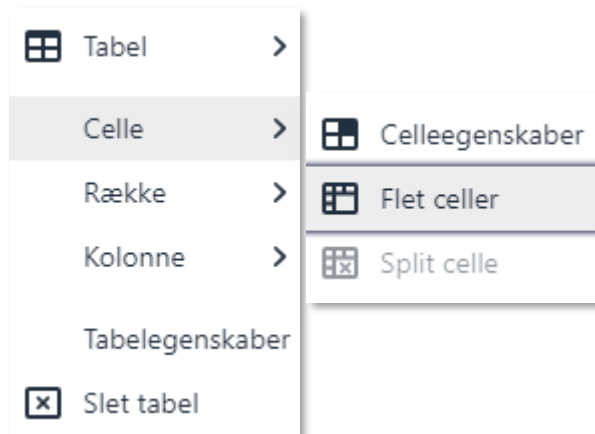 Tabel
Celle
Række
Kolonne
Tabelegenskaber
Slet tabel
Celleegenskaber
Flet celler
Split celle